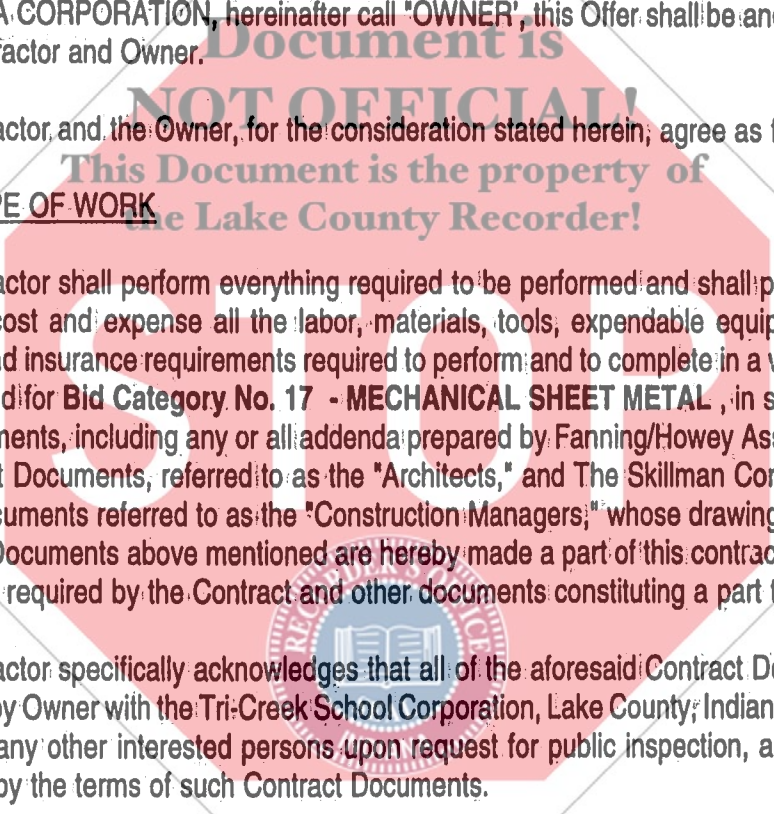 A CORPORATION, hereinafter call "OWNER', this Offer shall be and
actor and Owner.
Document is
NOT OFFICIAL!
actor and the Owner, for the consideration stated herein, agree as f
This Document is the property of
PE OF WORK
the Lake County Recorder!
actor shall perform everything required to be performed and shall p
cost and expense all the labor, materials, tools, expendable equip
d insurance requirements required to perform and to complete in a w
d for Bid Category No. 17 - MECHANICAL SHEET METAL , in s
ments, including any or all addenda prepared by Fanning/Howey Ass
t Documents, referred to as the "Architects," and The Skillman Cor
cuments referred to as the "Construction Managers," whose drawing
Documents above mentioned are hereby made a part of this contrac
required by the Contract and other documents constituting a part t
STOP
RECORDER'S OFFICE
actor specifically acknowledges that all of the aforesaid Contract Do
by Owner with the Tri-Creek School Corporation, Lake County, Indian
any other interested persons upon request for public inspection, a
by the terms of such Contract Documents.